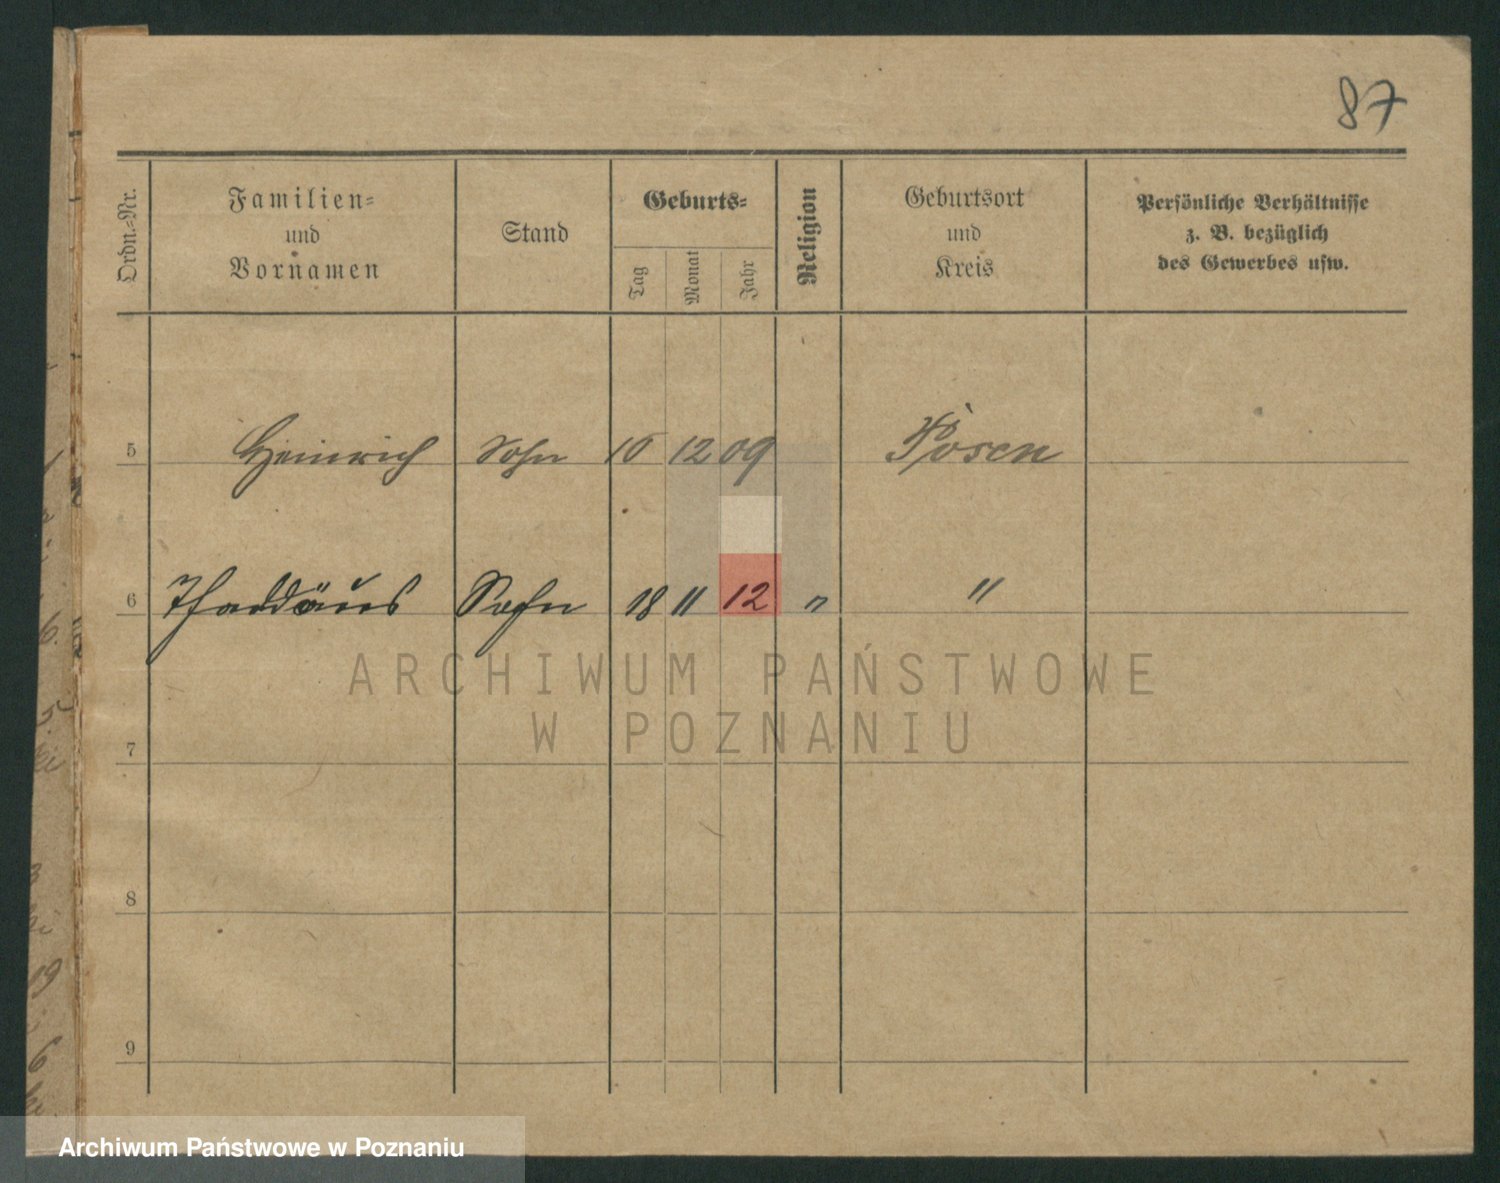 87
Ordn.-Nr.
Familien-
und
Vornamen
Stand
Geburts-
Tag
Monat
Jahr
Religion
Geburtsort
und
Kreis
Persönliche Verhältnisse
z. B. bezüglich
des Gewerbes usw.
5 Heinrich Sohn 10 12 09 Posen
6 Thaddäus Sohn 18 11 12 " "
ARCHIWUM PAŃSTWOWE
W POZNANIU
7
8
9
Archiwum Państwowe w Poznaniu